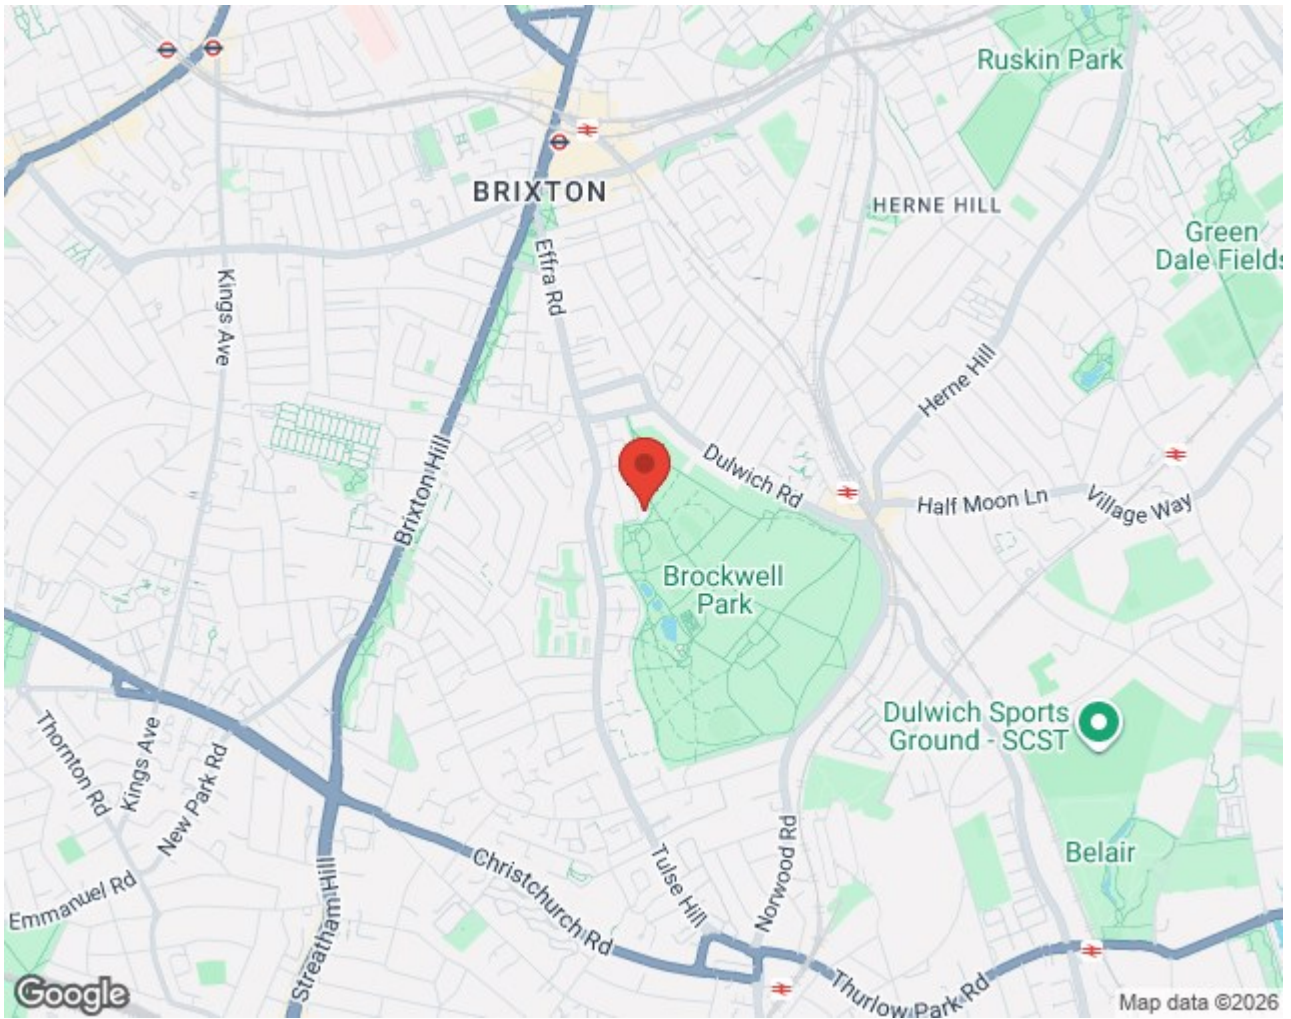 Ruskin Park
BRIXTON
HERNE HILL
Green
Dale Fields
Effra Rd
Kings Ave
Herne Hill
Brixton Hill
Dulwich Rd
Half Moon Ln
Village Way
Brockwell
Park
Dulwich Sports
Ground - SCST
Thornton Rd
Kings Ave
New Park Rd
Belair
Christchurch Rd
Tulse Hill
Norwood Rd
Emmanuel Rd
Streatham Hill
Thurlow Park Rd
Google
Map data ©2026